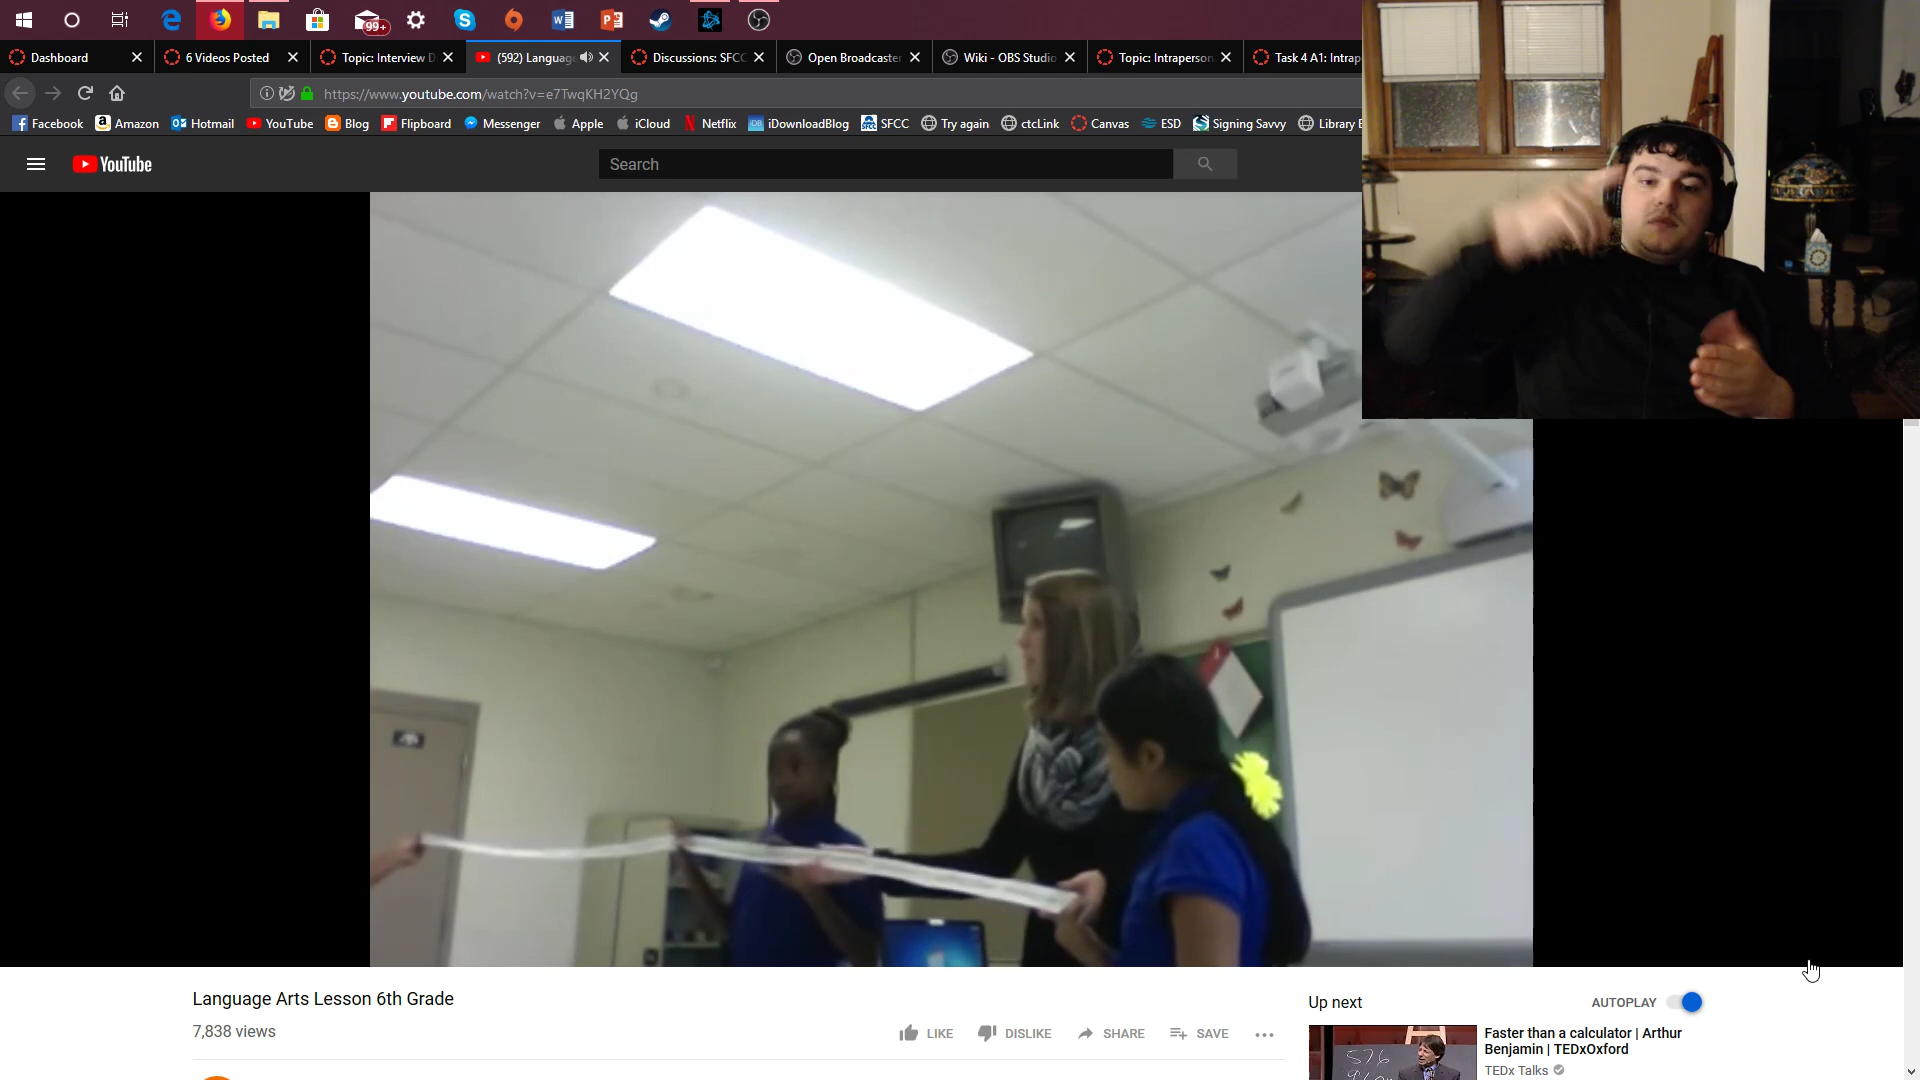 99+
Dashboard
6 Videos Posted
Topic: Interview D
(592) Language
Discussions: SFCC
Open Broadcaster
Wiki - OBS Studio
Topic: Intraperson
Task 4 A1: Intrap
https://www.youtube.com/watch?v=e7TwqKH2YQg
Facebook
Amazon
Hotmail
YouTube
Blog
Flipboard
Messenger
Apple
iCloud
Netflix
iDownloadBlog
SFCC
Try again
ctcLink
Canvas
ESD
Signing Savvy
Library E
YouTube
Search
Language Arts Lesson 6th Grade
7,838 views
LIKE
DISLIKE
SHARE
SAVE
Up next
AUTOPLAY
Faster than a calculator | Arthur
Benjamin | TEDxOxford
TEDx Talks
576